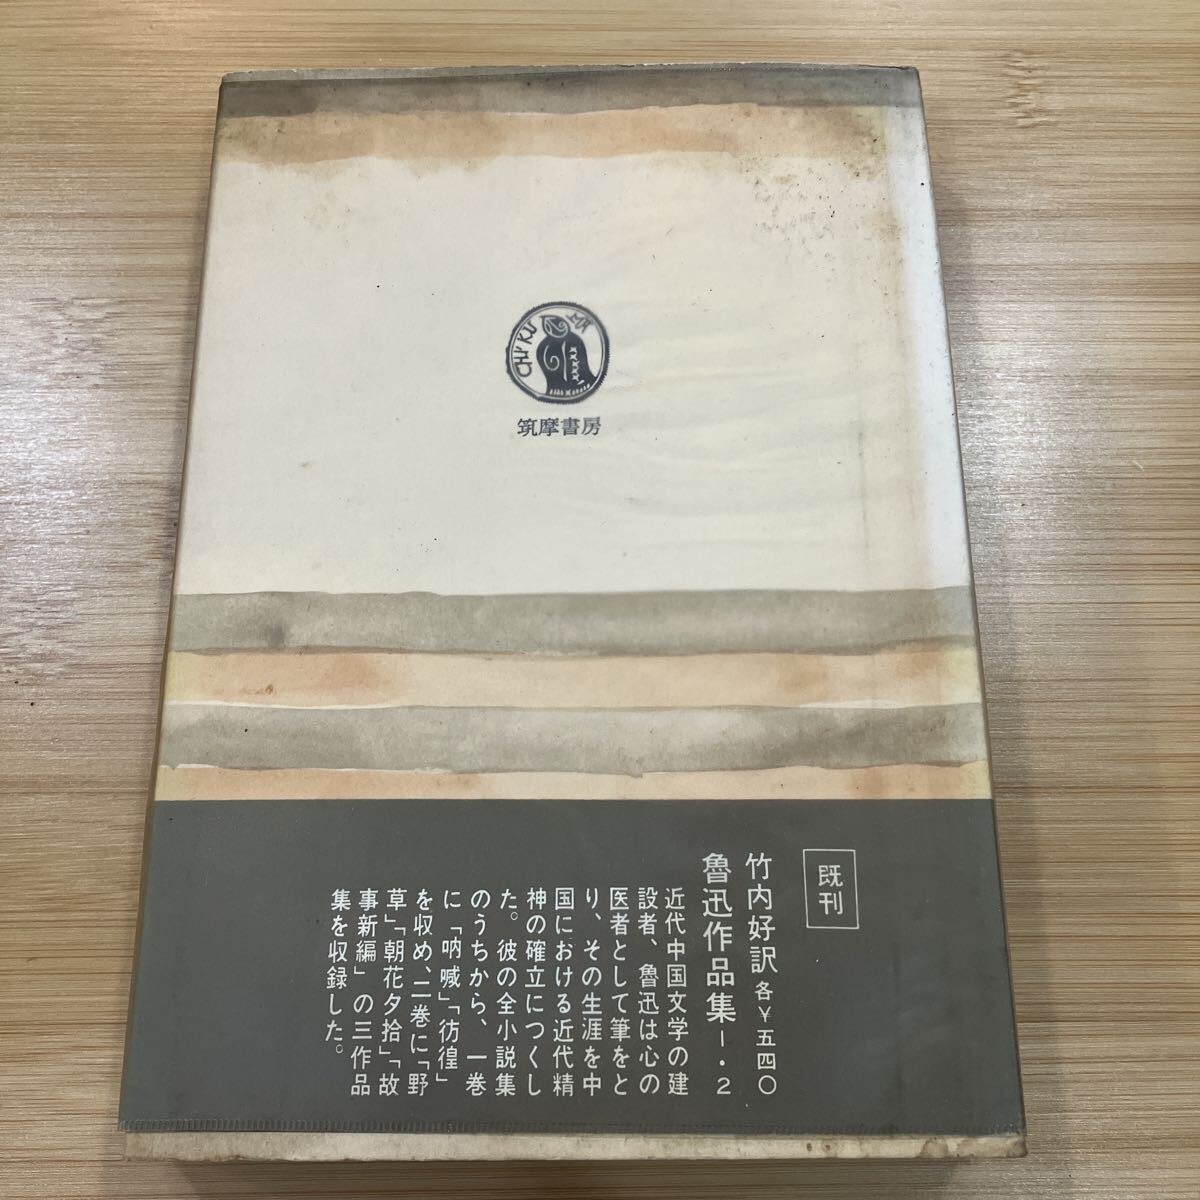 CHI'KU
筑摩書房
既刊
竹内好訳 各￥五四〇
魯迅作品集1・2
近代中国文学の建
設者、魯迅は心の
医者として筆をと
り、その生涯を中
国における近代精
神の確立につくし
た。彼の全小説集
のうちから、一巻
に「吶喊」「彷徨」
を収め、二巻に「野
草」「朝花夕拾」「故
事新編」の三作品
集を収録した。